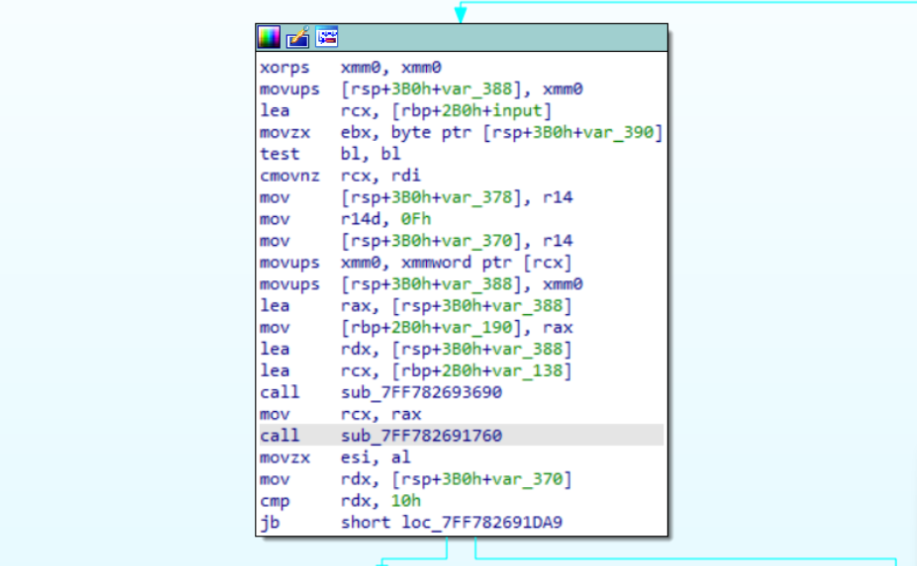 xorps xmm0, xmm0
movups [rsp+3B0h+var_388], xmm0
lea rcx, [rbp+2B0h+input]
movzx ebx, byte ptr [rsp+3B0h+var_390]
test bl, bl
cmovnz rcx, rdi
mov [rsp+3B0h+var_378], r14
mov r14d, 0Fh
mov [rsp+3B0h+var_370], r14
movups xmm0, xmmword ptr [rcx]
movups [rsp+3B0h+var_388], xmm0
lea rax, [rsp+3B0h+var_388]
mov [rbp+2B0h+var_190], rax
lea rdx, [rsp+3B0h+var_388]
lea rcx, [rbp+2B0h+var_138]
call sub_7FF782693690
mov rcx, rax
call sub_7FF782691760
movzx esi, al
mov rdx, [rsp+3B0h+var_370]
cmp rdx, 10h
jb short loc_7FF782691DA9